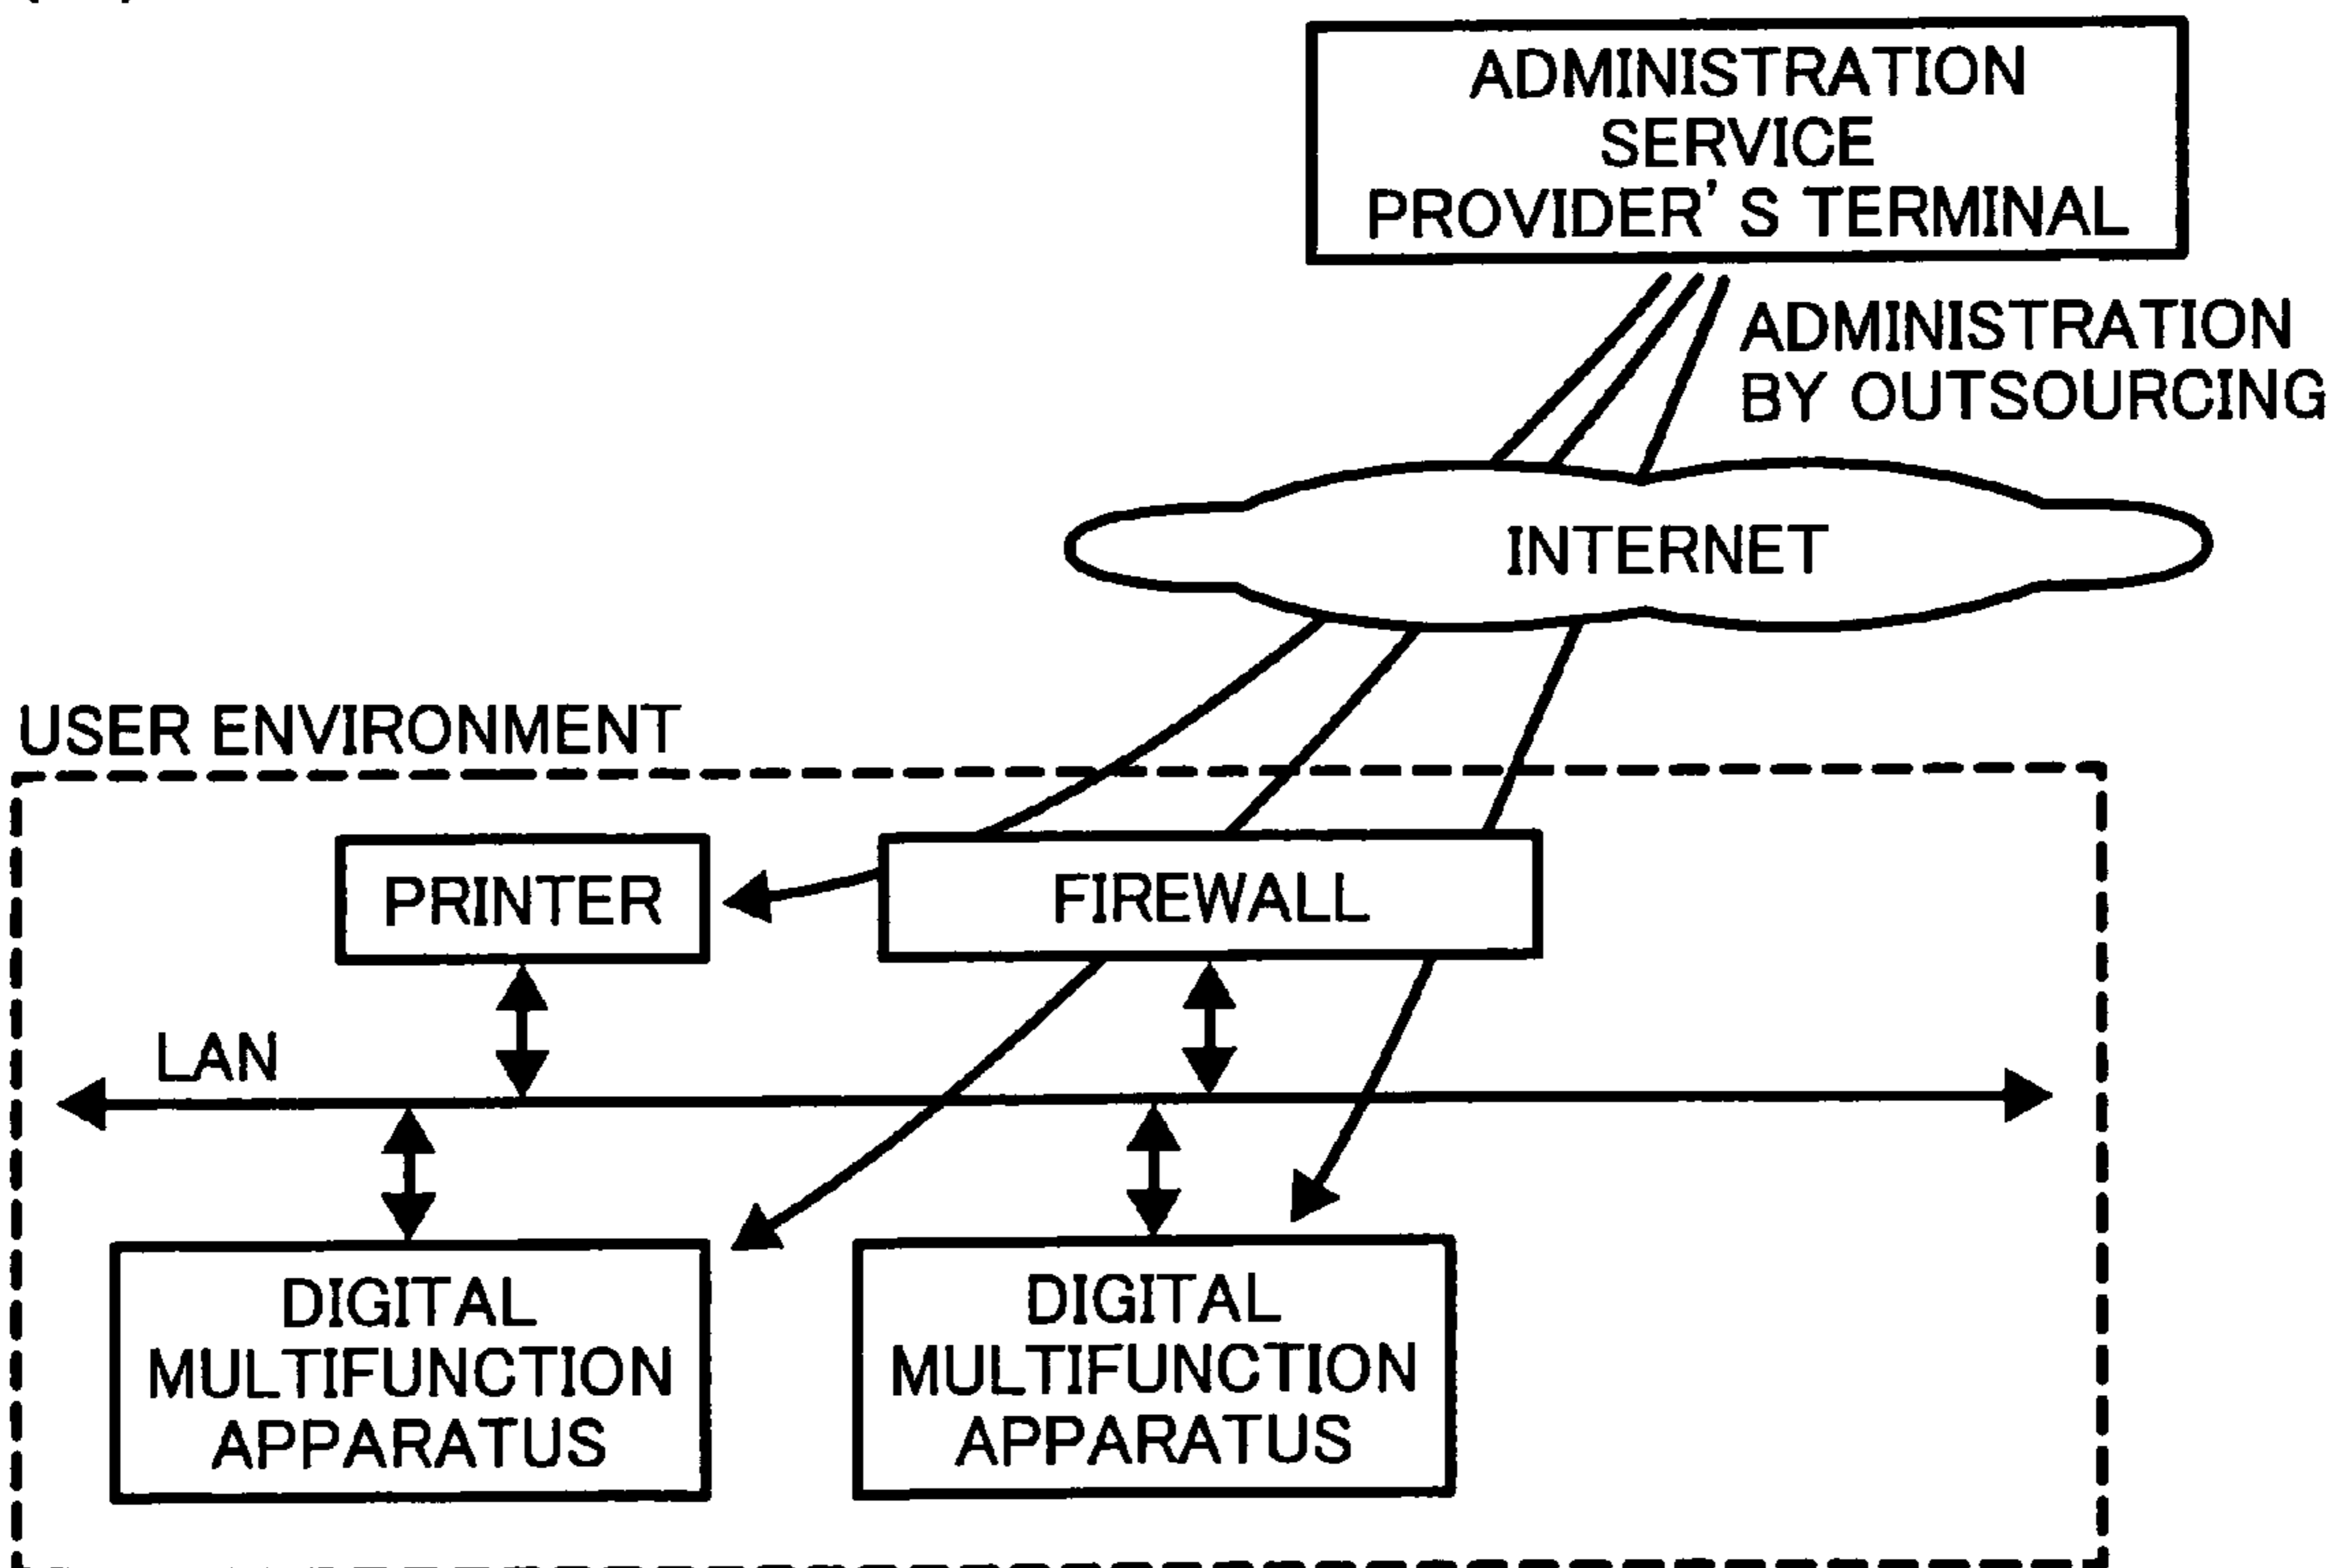 ADMINISTRATION
SERVICE
PROVIDER'S TERMINAL
ADMINISTRATION
BY OUTSOURCING
INTERNET
USER ENVIRONMENT
PRINTER
FIREWALL
LAN
DIGITAL
MULTIFUNCTION
APPARATUS
DIGITAL
MULTIFUNCTION
APPARATUS